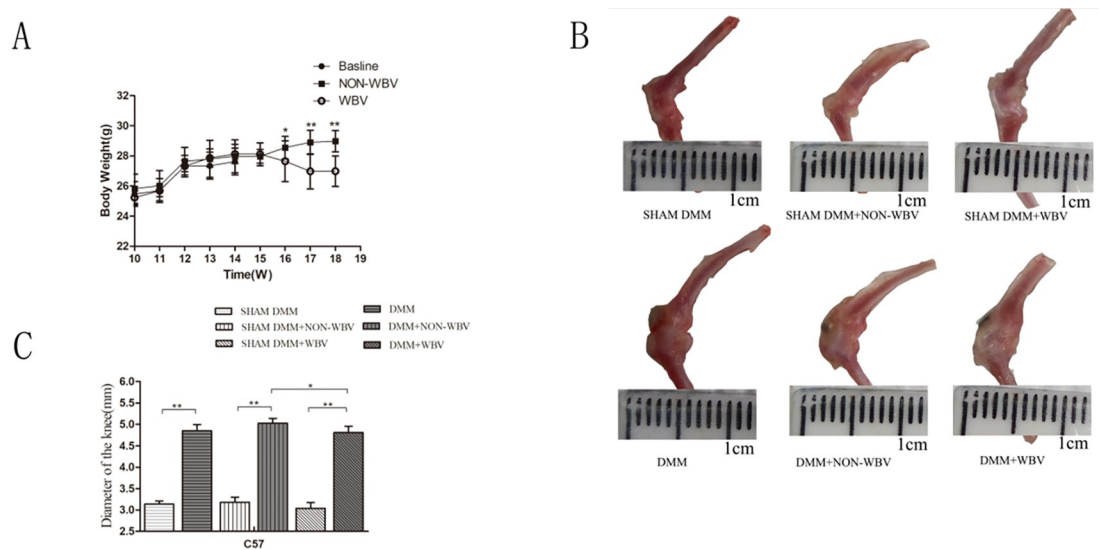 A
Basline
NON-WBV
WBV
32
30
28
26
24
22
* ** **
Body Weight(g)
10 11 12 13 14 15 16 17 18 19
Time(W)
B
1cm 1cm 1cm
SHAM DMM SHAM DMM+NON-WBV SHAM DMM+WBV
1cm 1cm 1cm
DMM DMM+NON-WBV DMM+WBV
C
SHAM DMM DMM
SHAM DMM+NON-WBV DMM+NON-WBV
SHAM DMM+WBV DMM+WBV
6.0
5.5
5.0
4.5
4.0
3.5
3.3
3.0
2.5
Diameter of the knee(mm)
*
** ** **
C57